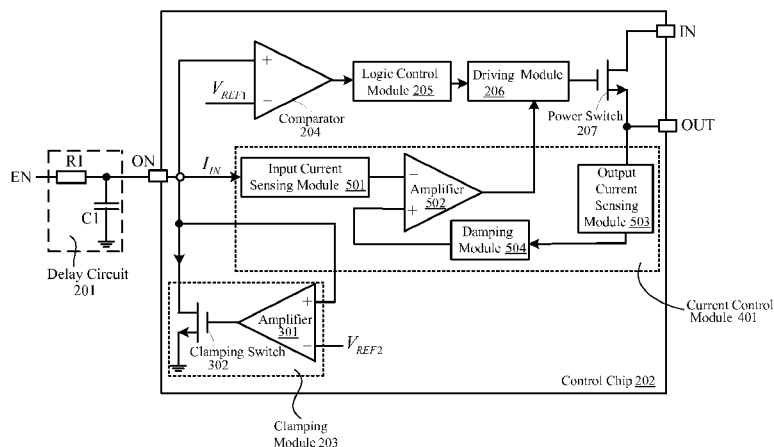 IN
+
Logic Control
Module 205
Driving Module
206
V_REF1
−
Comparator
204
Power Switch
207
OUT
R1
ON
EN
I_IN
Input Current
Sensing Module 501
−
Amplifier
502
+
Output
Current
Sensing
Module 503
C1
Damping
Module 504
Delay Circuit
201
Current Control
Module 401
+
Amplifier
301
−
V_REF2
Clamping Switch
302
Control Chip 202
Clamping
Module 203